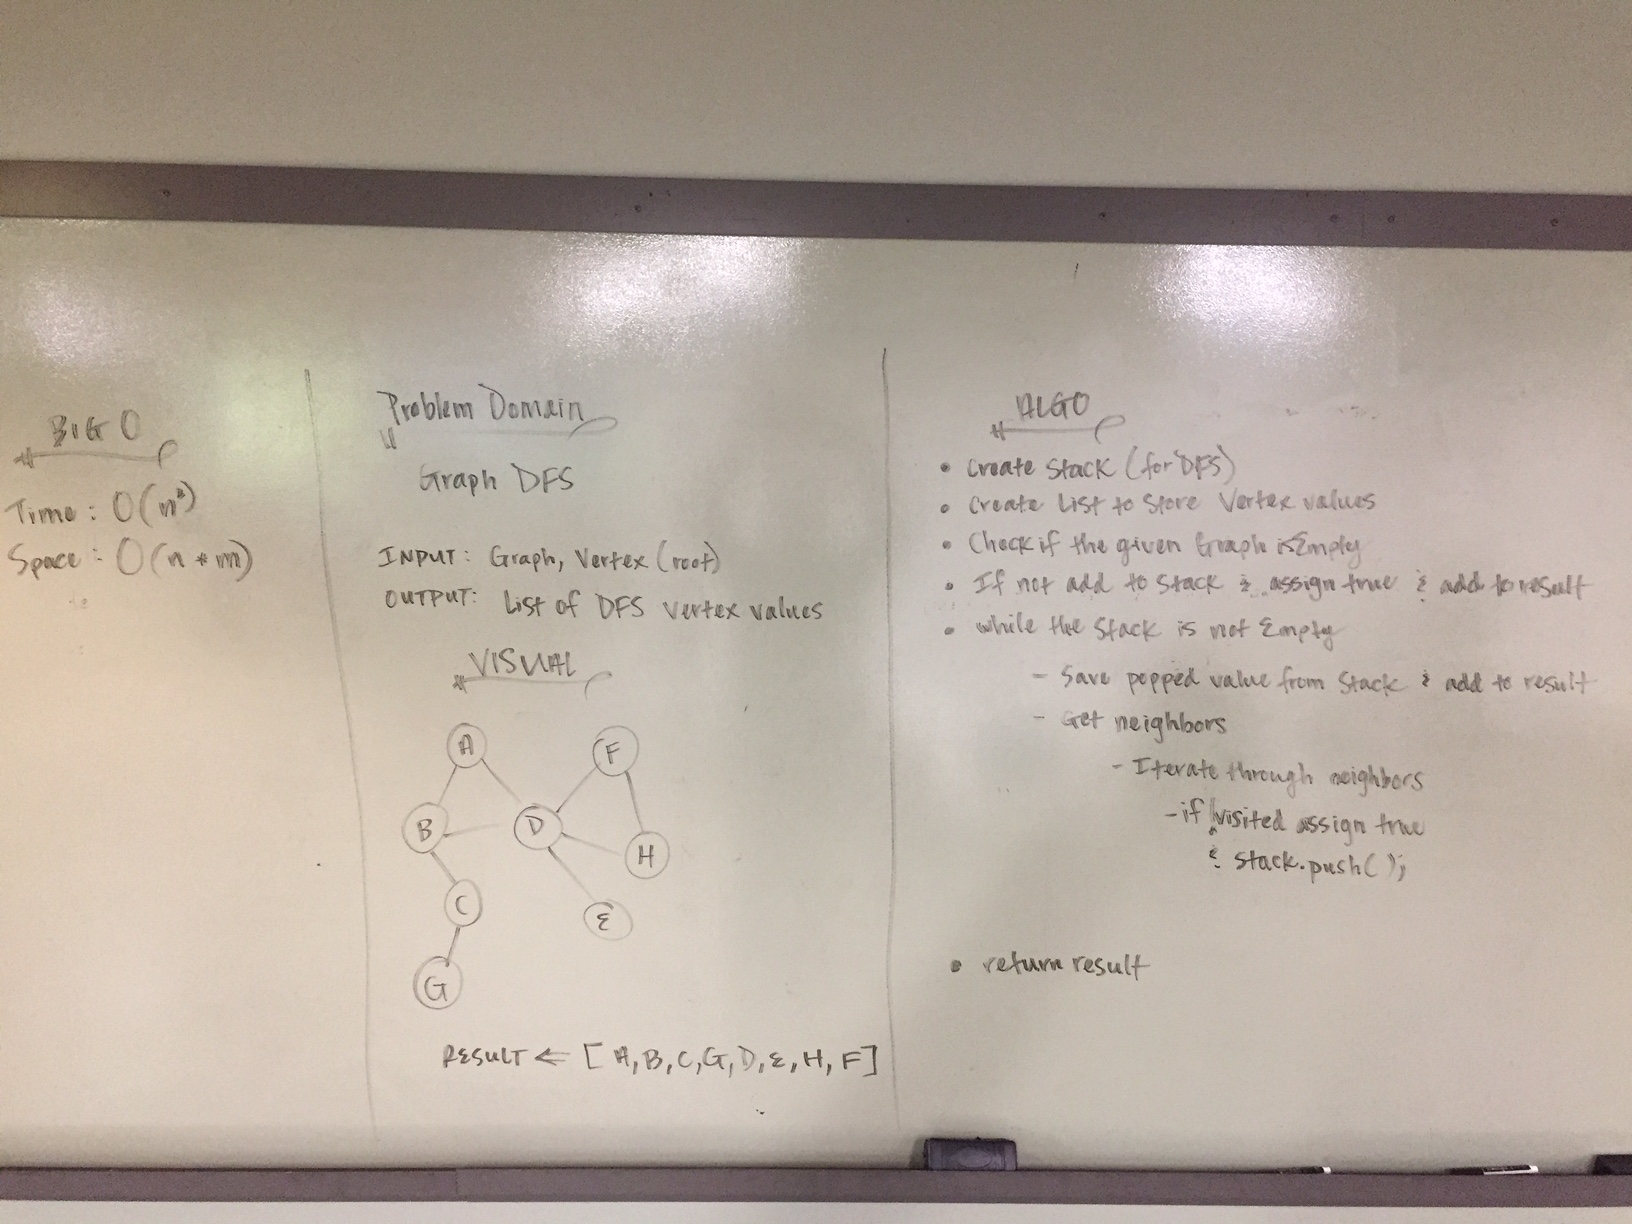 BIG O
Time: O(n²)
Space: O(n * m)
Problem Domain
Graph DFS
INPUT: Graph, Vertex (root)
OUTPUT: List of DFS vertex values
VISUAL
A
F
B
D
H
C
E
G
RESULT ⇐ [A, B, C, G, D, E, H, F]
ALGO
• Create Stack (for DFS)
• Create List to Store Vertex values
• Check if the given Graph isEmpty
• If not add to Stack & assign true & add to result
• while the Stack is not Empty
- Save popped value from Stack & add to result
- Get neighbors
- Iterate through neighbors
- if !visited assign true
& Stack.push();
• return result